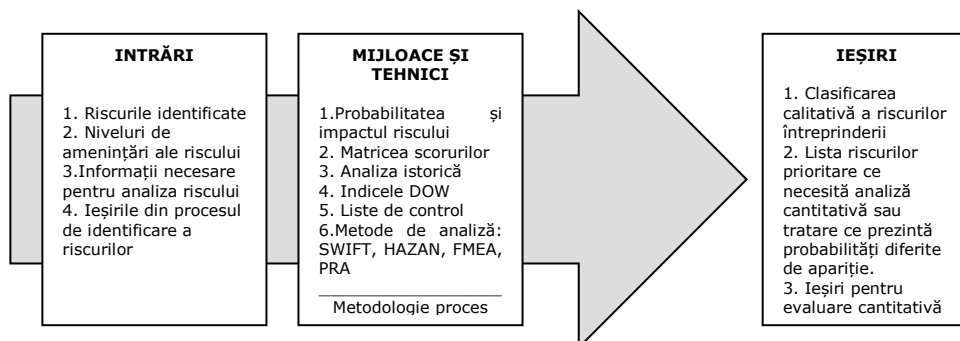 INTRĂRI
1. Riscurile identificate
2. Niveluri de
amenințări ale riscului
3.Informații necesare
pentru analiza riscului
4. Ieșirile din procesul
de identificare a
riscurilor
MIJLOACE ȘI
TEHNICI
1.Probabilitatea și
impactul riscului
2. Matricea scorurilor
3. Analiza istorică
4. Indicele DOW
5. Liste de control
6.Metode de analiză:
SWIFT, HAZAN, FMEA,
PRA
Metodologie proces
IEȘIRI
1. Clasificarea
calitativă a riscurilor
întreprinderii
2. Lista riscurilor
prioritare ce
necesită analiză
cantitativă sau
tratare ce prezintă
probabilități diferite
de apariție.
3. Ieșiri pentru
evaluare cantitativă